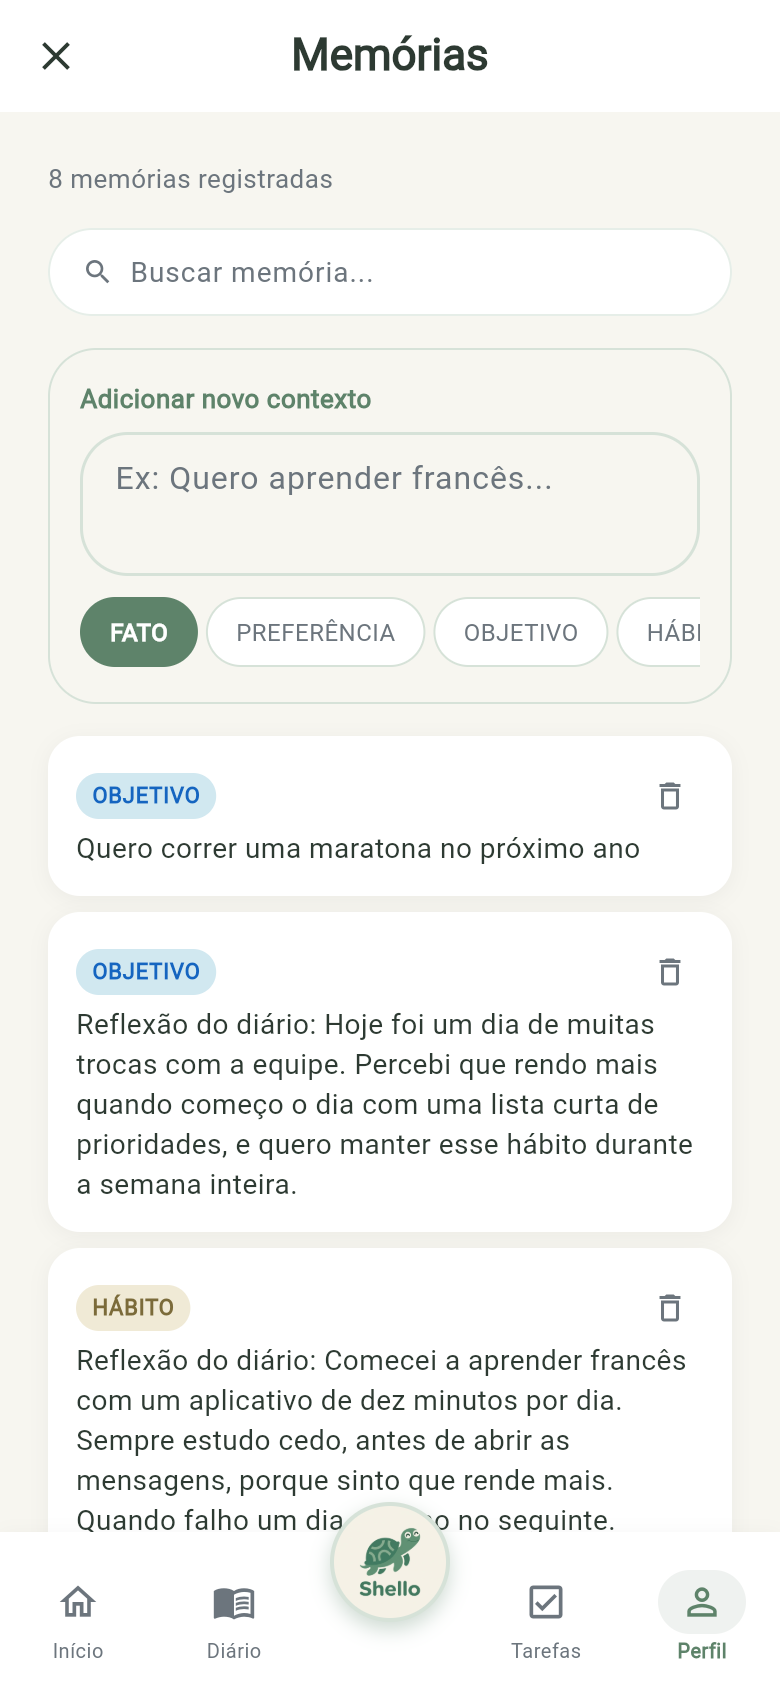 Memórias
8 memórias registradas
Buscar memória...
Adicionar novo contexto
Ex: Quero aprender francês...
FATO
PREFERÊNCIA
OBJETIVO
OBJETIVO
Quero correr uma maratona no próximo ano
OBJETIVO
Reflexão do diário: Hoje foi um dia de muitas
trocas com a equipe. Percebi que rendo mais
quando começo o dia com uma lista curta de
prioridades, e quero manter esse hábito durante
a semana inteira.
HÁBITO
Reflexão do diário: Comecei a aprender francês
com um aplicativo de dez minutos por dia.
Sempre estudo cedo, antes de abrir as
mensagens, porque sinto que rende mais.
Quando falho um dia no seguinte.
Shello
Início
Diário
Tarefas
Perfil